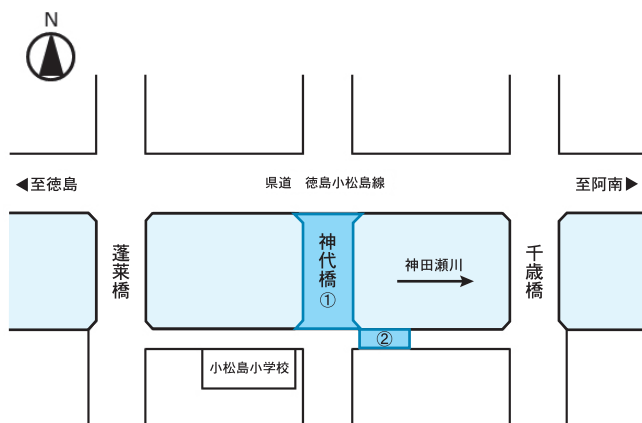 N
◀至徳島
県道 徳島小松島線
至阿南▶
蓬莱橋
神代橋①
神田瀬川
千歳橋
②
小松島小学校